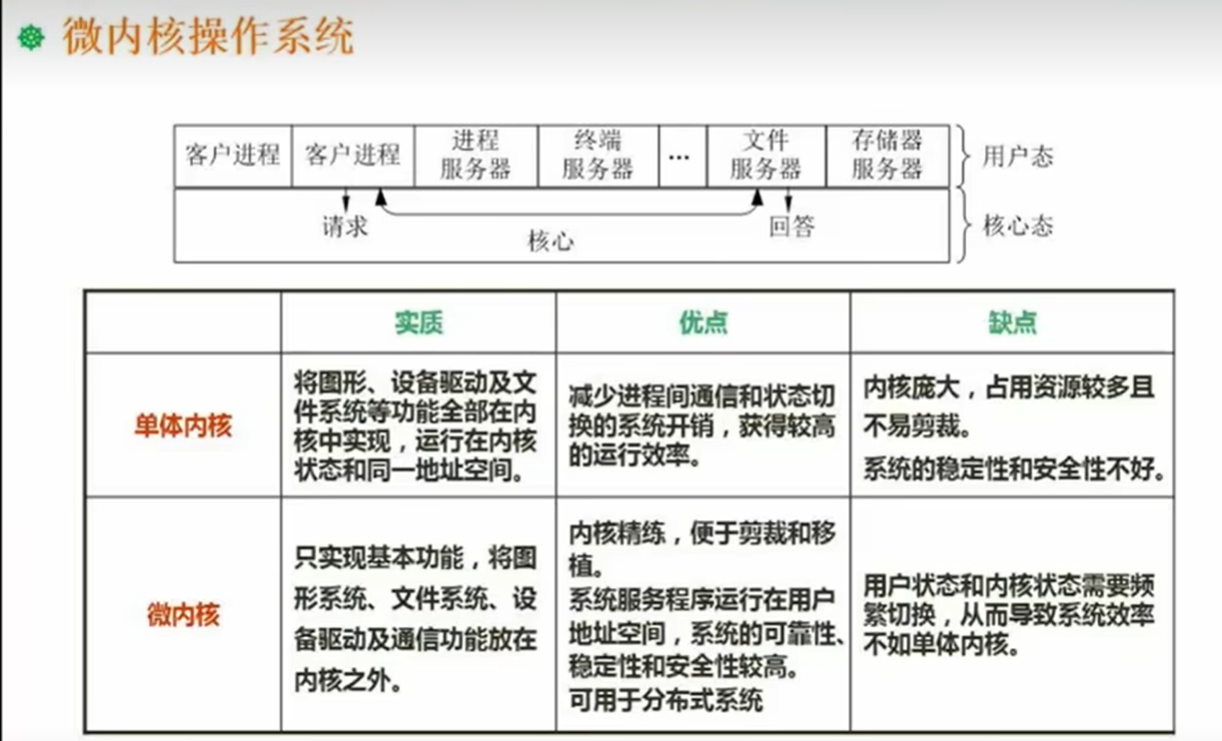 微内核操作系统
客户进程
客户进程
进程
服务器
终端
服务器
...
文件
服务器
存储器
服务器
用户态
请求
核心
回答
核心态
实质
优点
缺点
单体内核
将图形、设备驱动及文
件系统等功能全部在内
核中实现，运行在内核
状态和同一地址空间。
减少进程间通信和状态切
换的系统开销，获得较高
的运行效率。
内核庞大，占用资源较多且
不易剪裁。
系统的稳定性和安全性不好。
微内核
只实现基本功能，将图
形系统、文件系统、设
备驱动及通信功能放在
内核之外。
内核精练，便于剪裁和移
植。
系统服务程序运行在用户
地址空间，系统的可靠性、
稳定性和安全性较高。
可用于分布式系统
用户状态和内核状态需要频
繁切换，从而导致系统效率
不如单体内核。